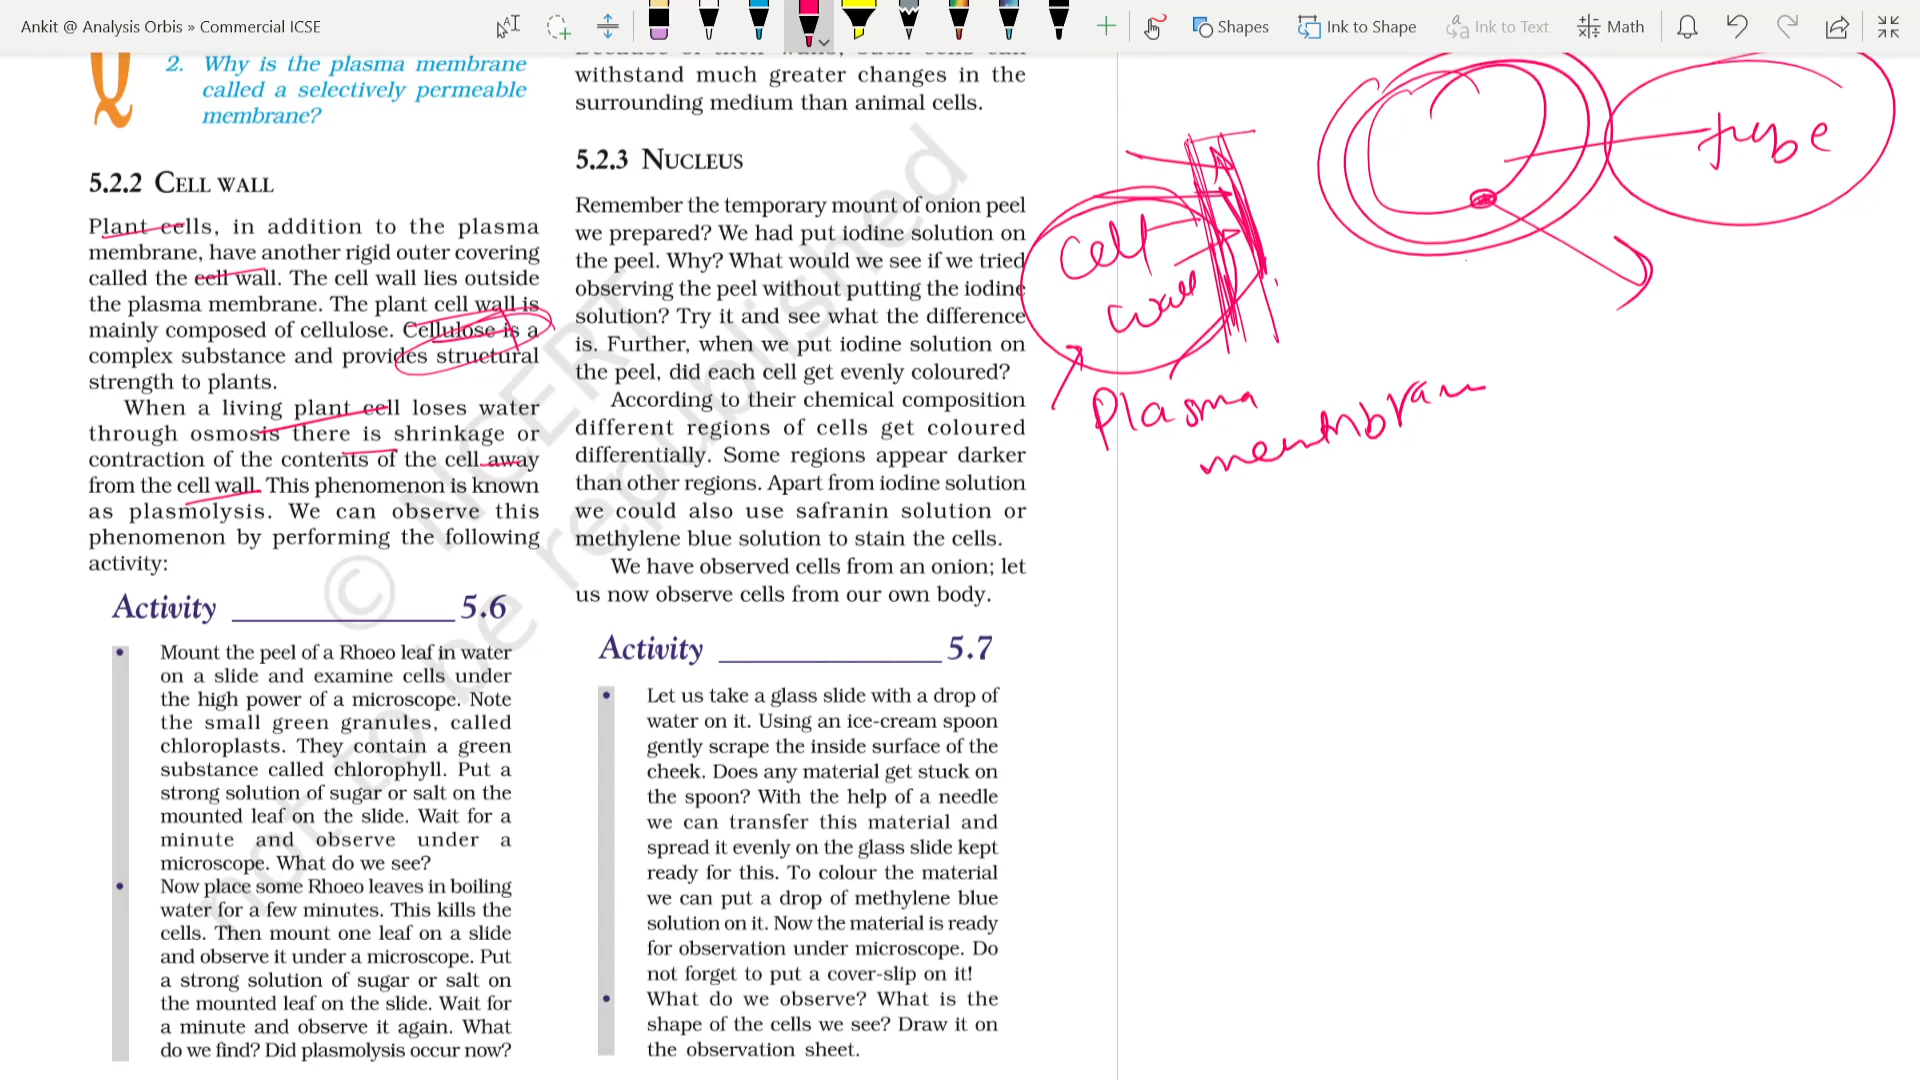 Ankit @ Analysis Orbis » Commercial ICSE
Shapes
Ink to Shape
Ink to Text
Math
2. Why is the plasma membrane
called a selectively permeable
membrane?
5.2.2 CELL WALL
Plant cells, in addition to the plasma
membrane, have another rigid outer covering
called the cell wall. The cell wall lies outside
the plasma membrane. The plant cell wall is
mainly composed of cellulose. Cellulose is a
complex substance and provides structural
strength to plants.
When a living plant cell loses water
through osmosis there is shrinkage or
contraction of the contents of the cell away
from the cell wall. This phenomenon is known
as plasmolysis. We can observe this
phenomenon by performing the following
activity:
Activity 5.6
• Mount the peel of a Rhoeo leaf in water
on a slide and examine cells under
the high power of a microscope. Note
the small green granules, called
chloroplasts. They contain a green
substance called chlorophyll. Put a
strong solution of sugar or salt on the
mounted leaf on the slide. Wait for a
minute and observe under a
microscope. What do we see?
• Now place some Rhoeo leaves in boiling
water for a few minutes. This kills the
cells. Then mount one leaf on a slide
and observe it under a microscope. Put
a strong solution of sugar or salt on
the mounted leaf on the slide. Wait for
a minute and observe it again. What
do we find? Did plasmolysis occur now?
withstand much greater changes in the
surrounding medium than animal cells.
5.2.3 NUCLEUS
Remember the temporary mount of onion peel
we prepared? We had put iodine solution on
the peel. Why? What would we see if we tried
observing the peel without putting the iodine
solution? Try it and see what the difference
is. Further, when we put iodine solution on
the peel, did each cell get evenly coloured?
According to their chemical composition
different regions of cells get coloured
differentially. Some regions appear darker
than other regions. Apart from iodine solution
we could also use safranin solution or
methylene blue solution to stain the cells.
We have observed cells from an onion; let
us now observe cells from our own body.
Activity 5.7
• Let us take a glass slide with a drop of
water on it. Using an ice-cream spoon
gently scrape the inside surface of the
cheek. Does any material get stuck on
the spoon? With the help of a needle
we can transfer this material and
spread it evenly on the glass slide kept
ready for this. To colour the material
we can put a drop of methylene blue
solution on it. Now the material is ready
for observation under microscope. Do
not forget to put a cover-slip on it!
• What do we observe? What is the
shape of the cells we see? Draw it on
the observation sheet.
© NCERT
not to be republished
Cell
wall
Plasma
membran
tube